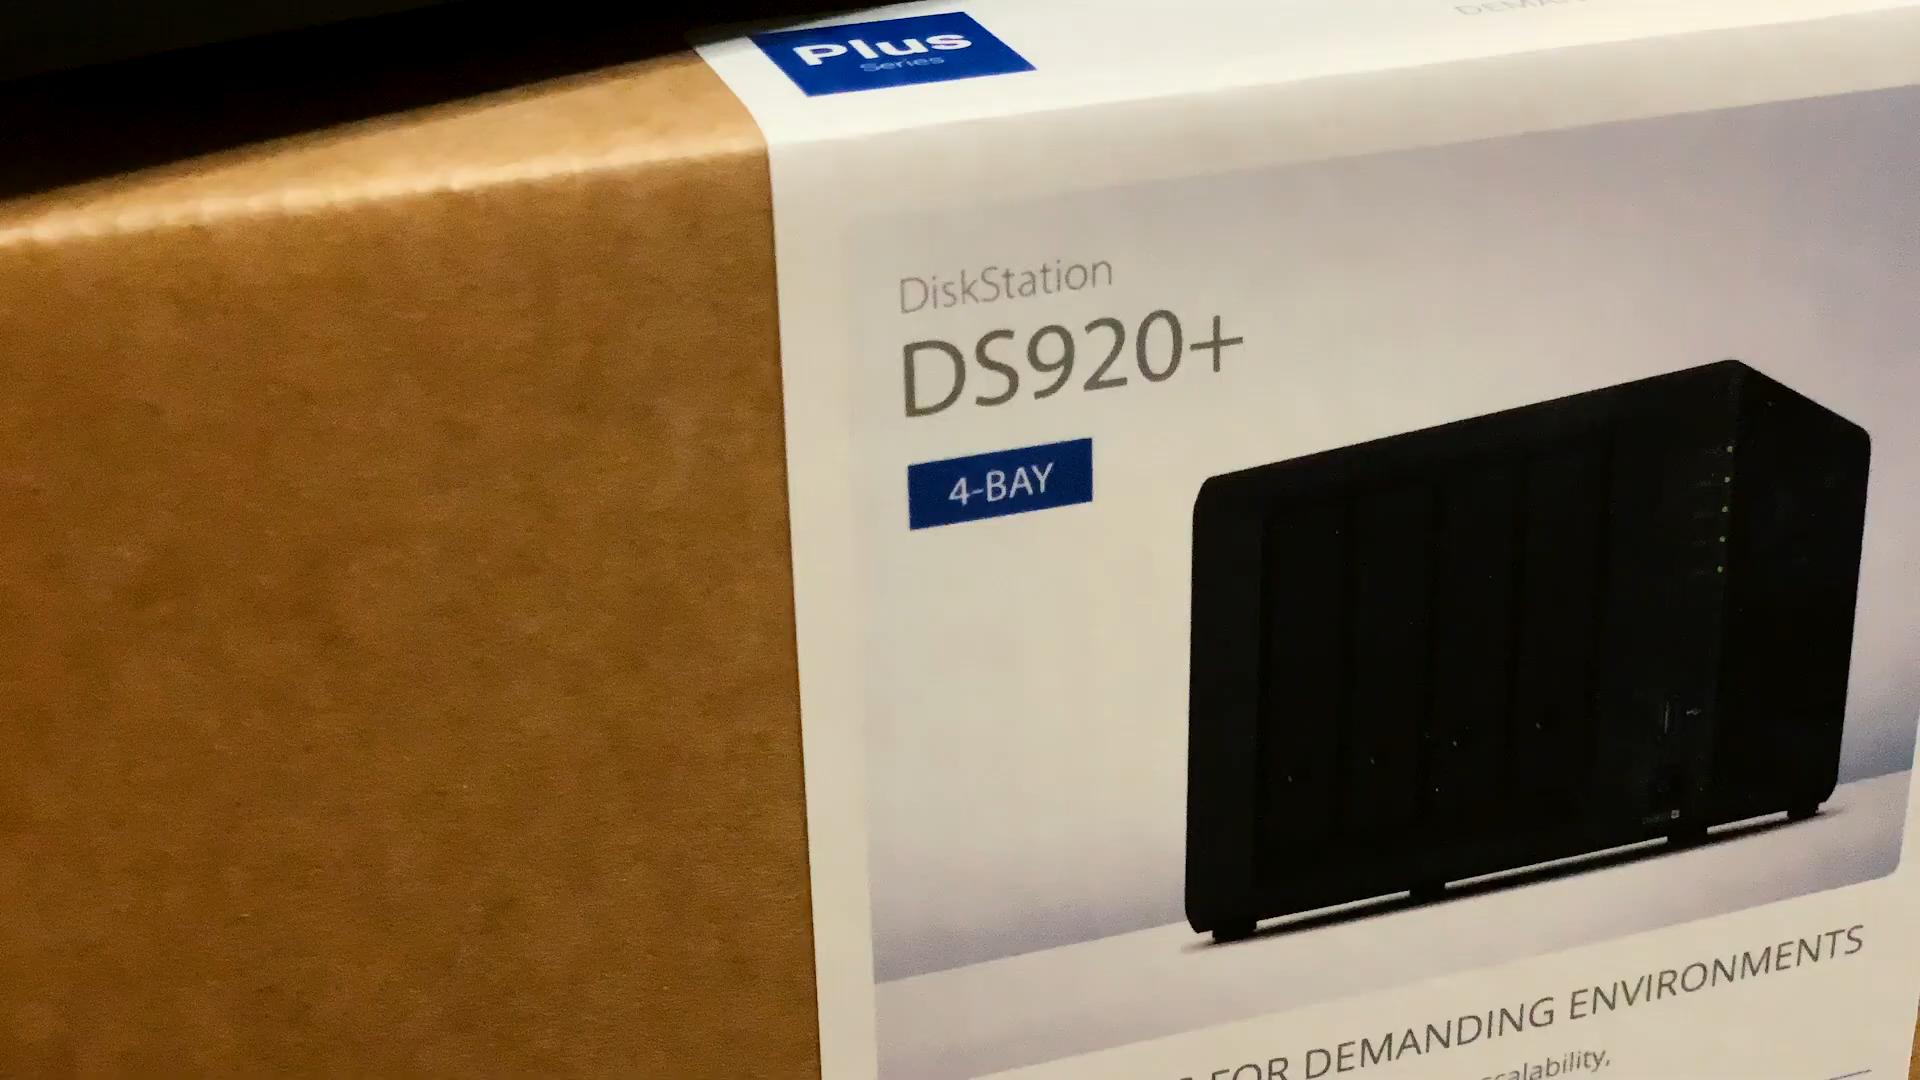 Plus
Series
DiskStation
DS920+
4-BAY
FOR DEMANDING ENVIRONMENTS